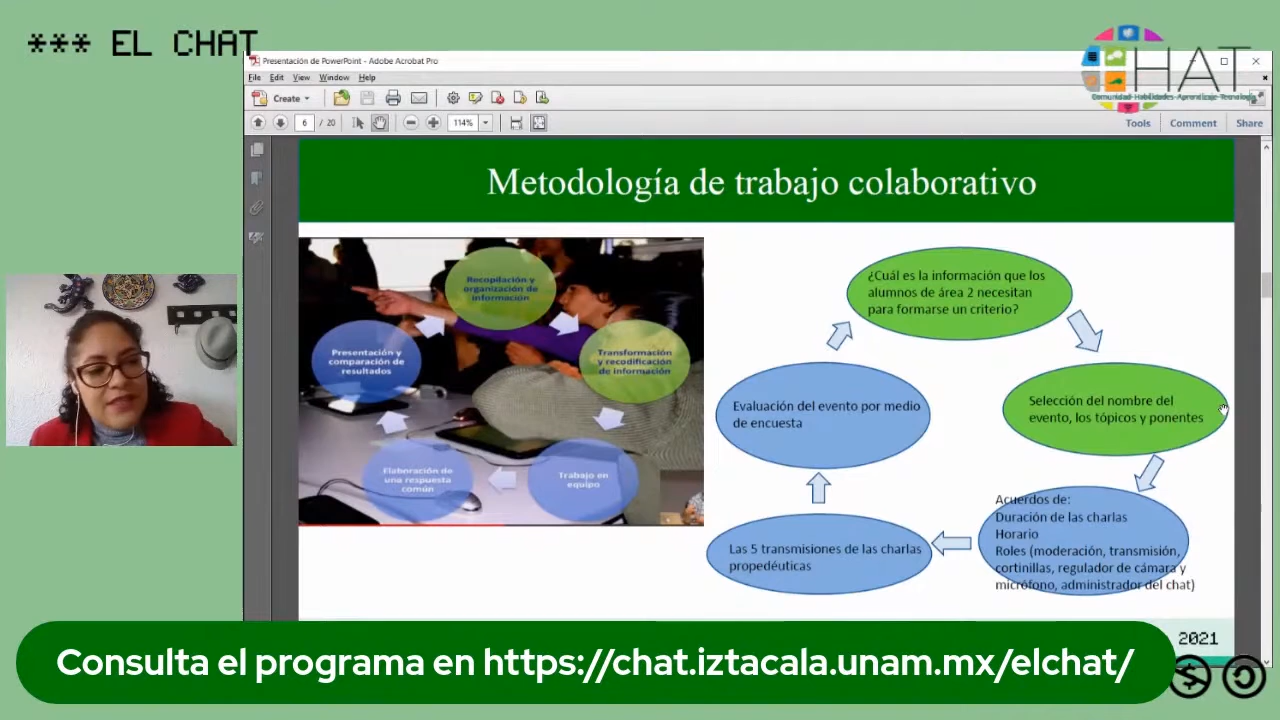 *** EL CHAT
HAT
Comunidad-Habilidades-Aprendizaje-Tecnología
Presentación de PowerPoint - Adobe Acrobat Pro
File Edit View Window Help
Create
6 / 20
114%
Tools Comment Share
Metodología de trabajo colaborativo
Recopilación y
organización de
información
Transformación
y recodificación
de información
Trabajo en
equipo
Elaboración de
una respuesta
común
Presentación y
comparación de
resultados
¿Cuál es la información que los
alumnos de área 2 necesitan
para formarse un criterio?
Selección del nombre del
evento, los tópicos y ponentes
Acuerdos de:
Duración de las charlas
Horario
Roles (moderación, transmisión,
cortinillas, regulador de cámara y
micrófono, administrador del chat)
Las 5 transmisiones de las charlas
propedéuticas
Evaluación del evento por medio
de encuesta
2021
Consulta el programa en https://chat.iztacala.unam.mx/elchat/